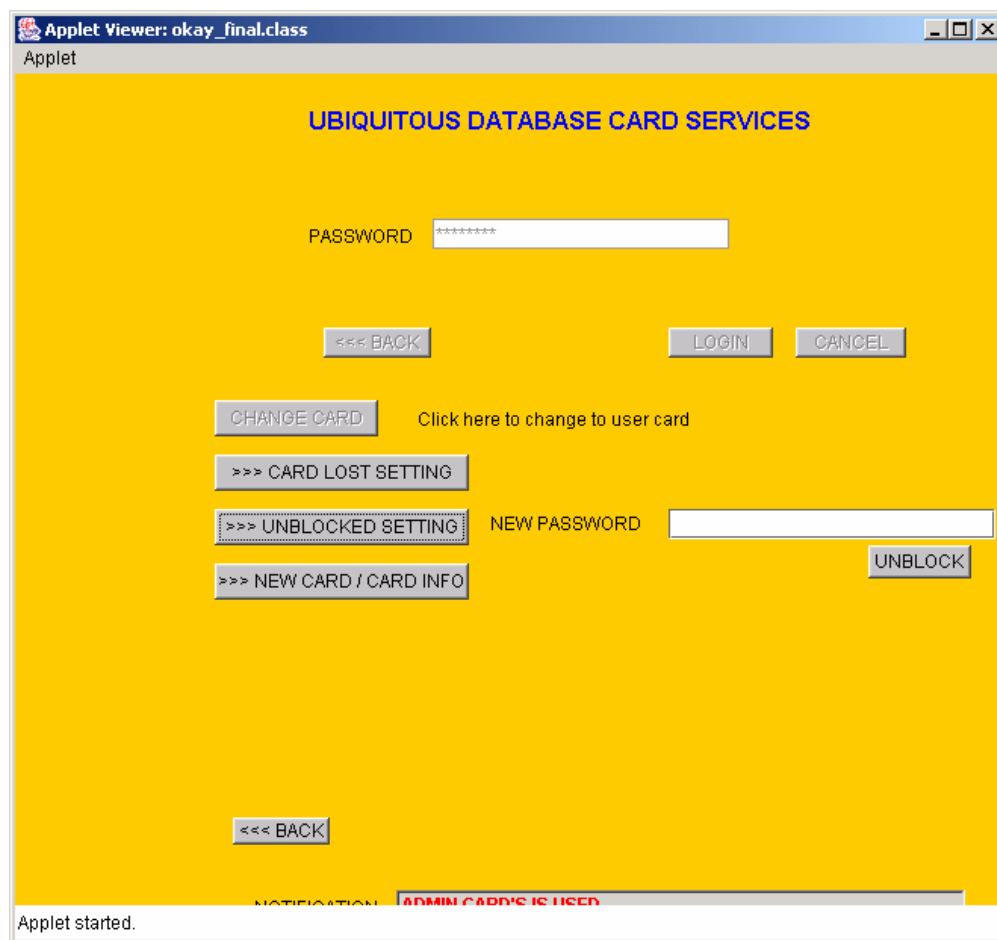 Applet Viewer: okay_final.class
Applet
UBIQUITOUS DATABASE CARD SERVICES
PASSWORD ********
<<< BACK LOGIN CANCEL
CHANGE CARD Click here to change to user card
>>> CARD LOST SETTING
>>> UNBLOCKED SETTING NEW PASSWORD
UNBLOCK
>>> NEW CARD / CARD INFO
<<< BACK
NOTIFICATION ADMIN CARD'S IS USED
Applet started.